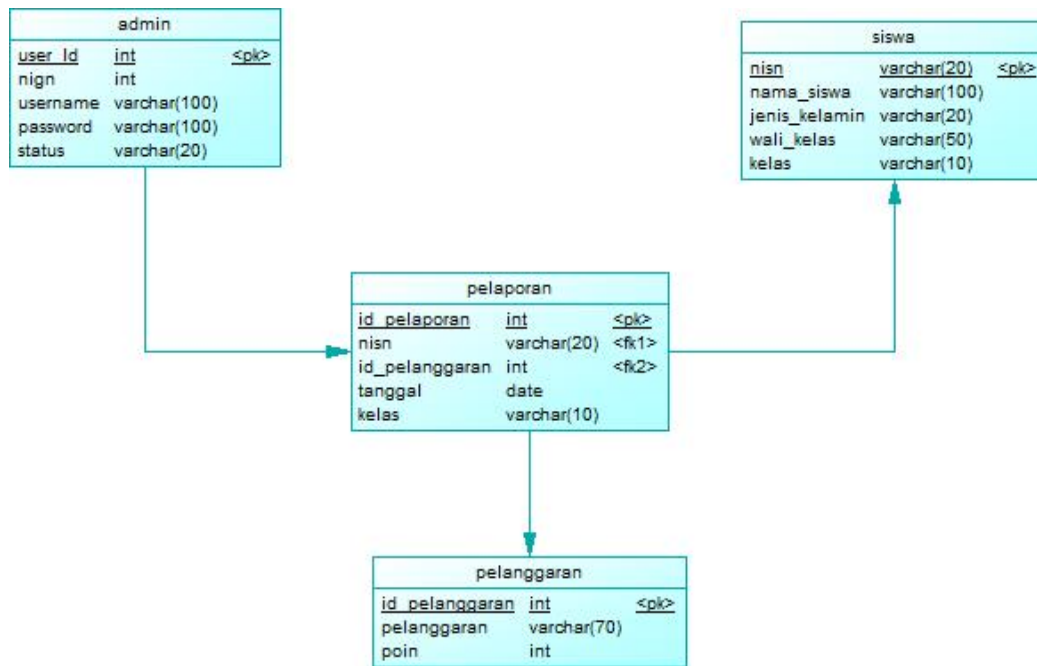 admin
user_Id int <pk>
nign int
username varchar(100)
password varchar(100)
status varchar(20)
siswa
nisn varchar(20) <pk>
nama_siswa varchar(100)
jenis_kelamin varchar(20)
wali_kelas varchar(50)
kelas varchar(10)
pelaporan
id_pelaporan int <pk>
nisn varchar(20) <fk1>
id_pelanggaran int <fk2>
tanggal date
kelas varchar(10)
pelanggaran
id_pelanggaran int <pk>
pelanggaran varchar(70)
poin int